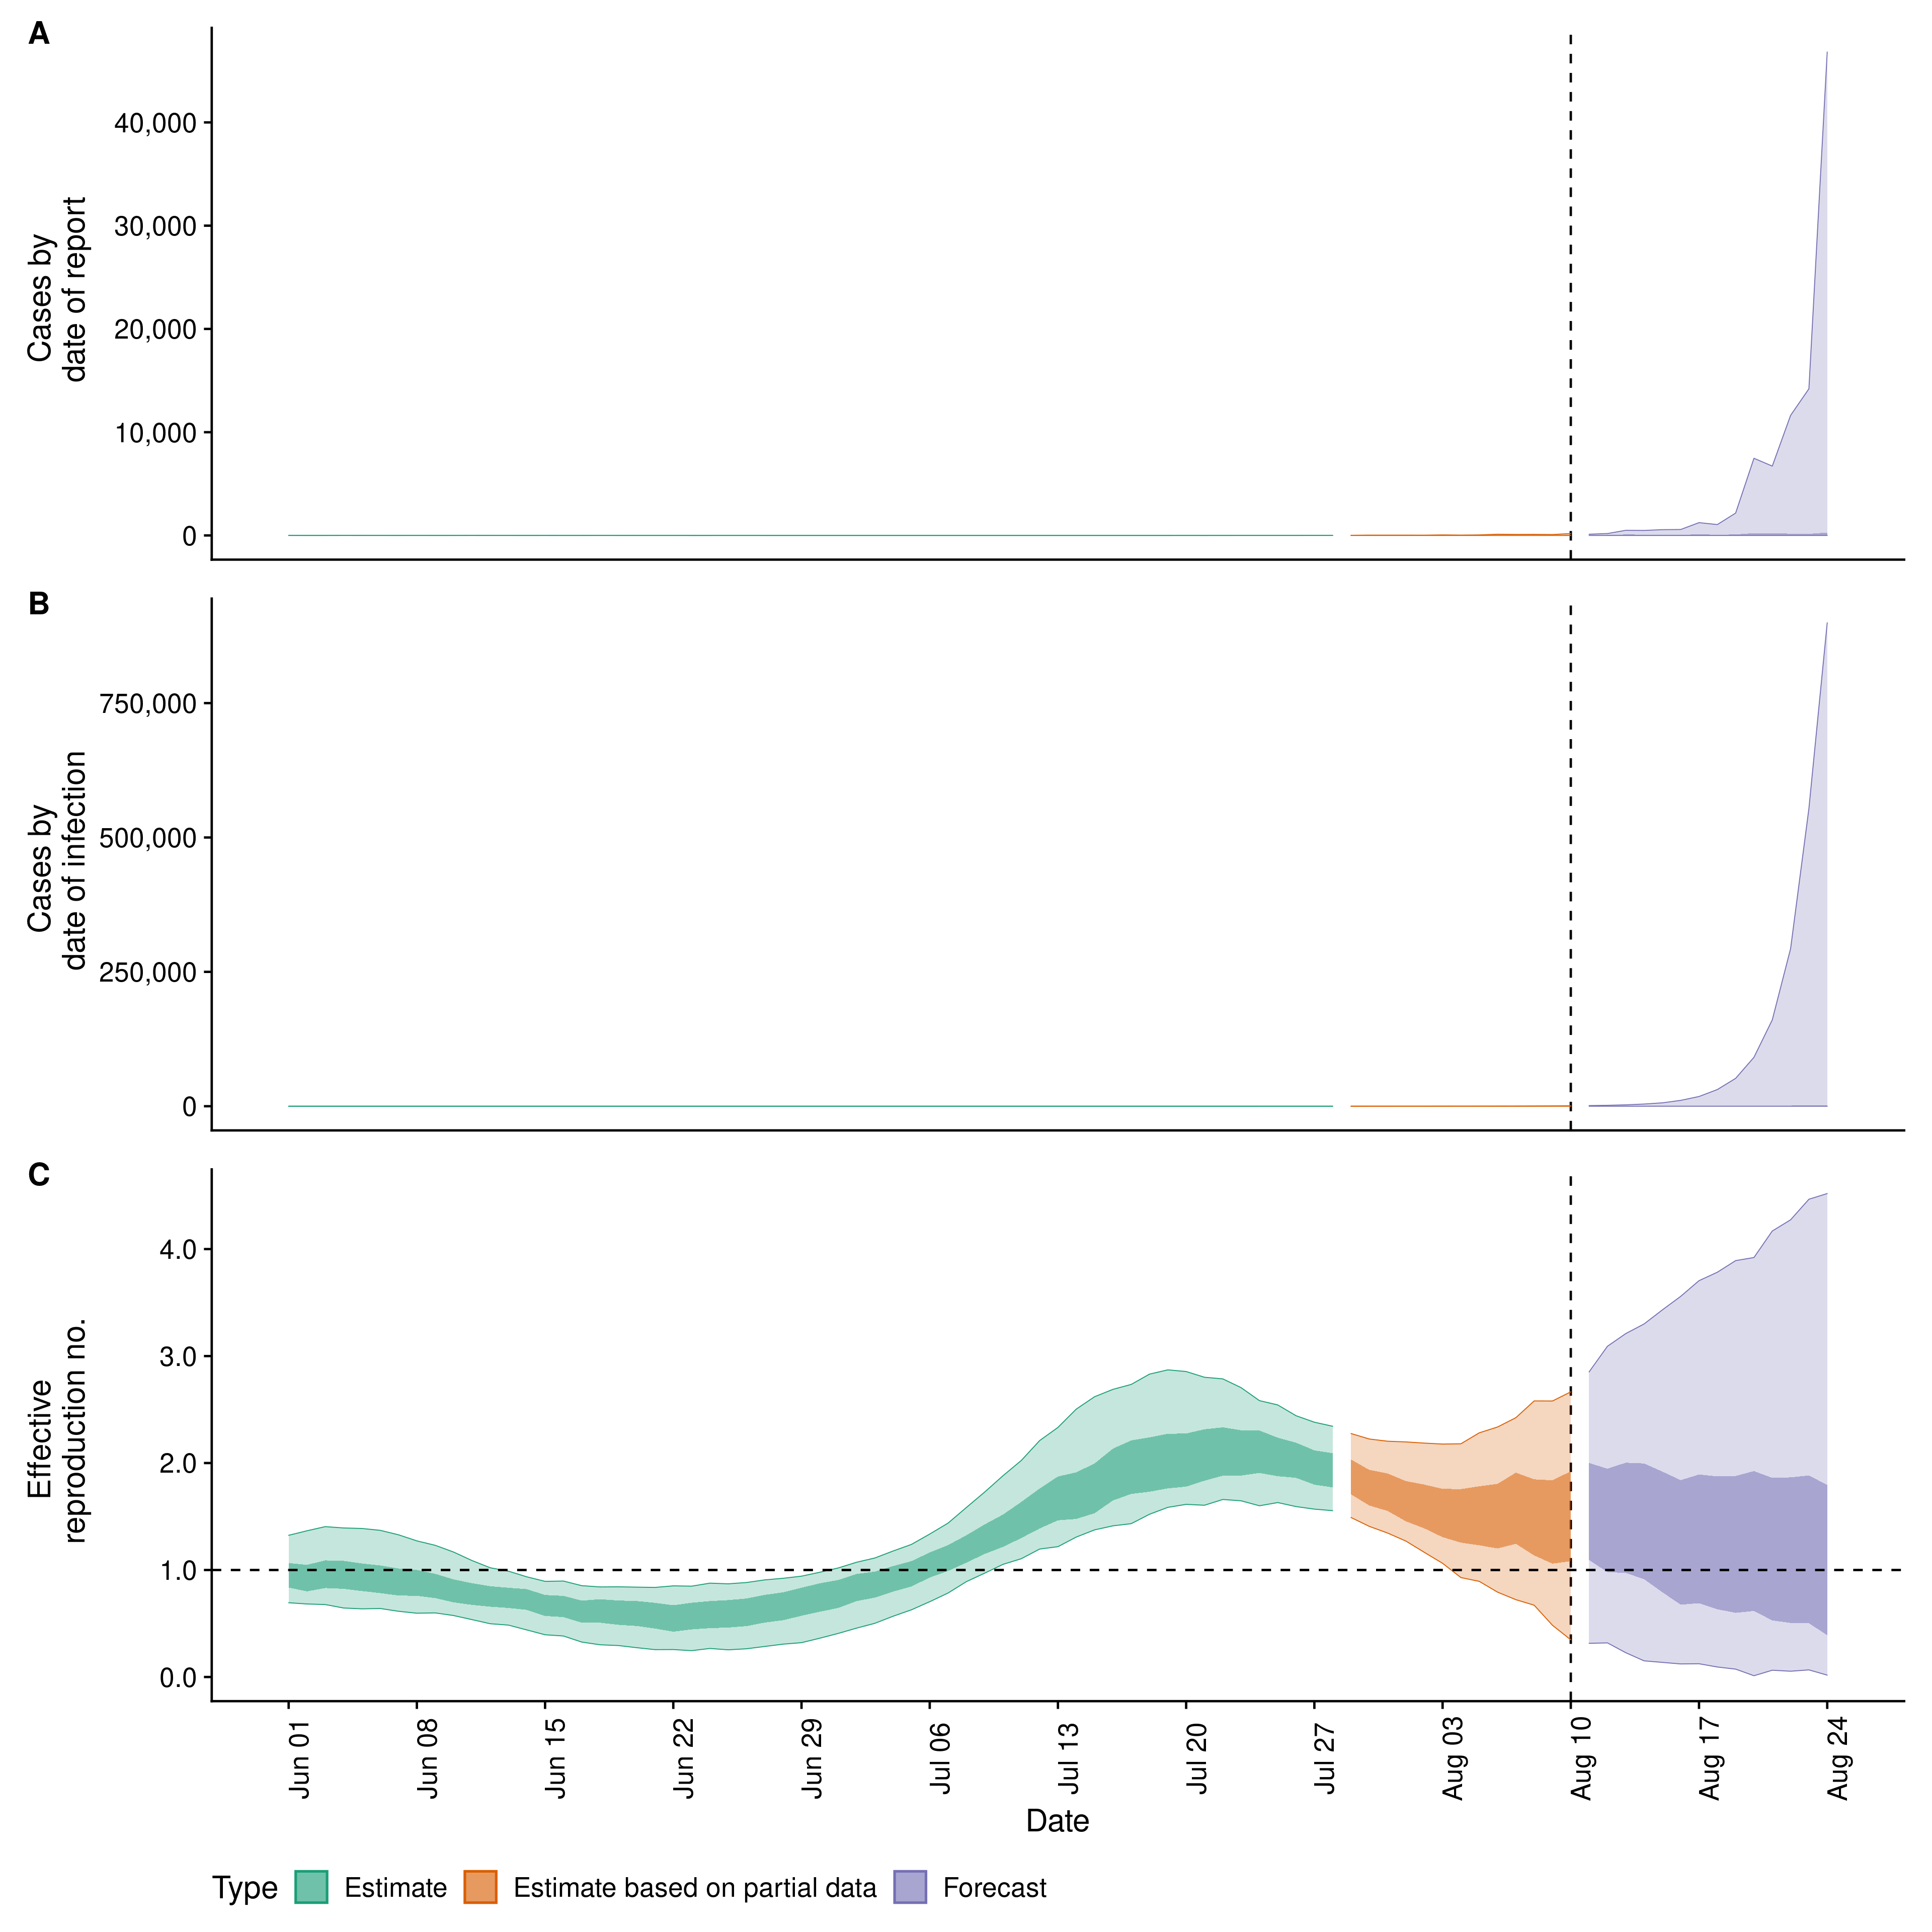 A
Cases by
date of report
40,000
30,000
20,000
10,000
0
B
Cases by
date of infection
750,000
500,000
250,000
0
C
Effective
reproduction no.
4.0
3.0
2.0
1.0
0.0
Jun 01
Jun 08
Jun 15
Jun 22
Jun 29
Jul 06
Jul 13
Jul 20
Jul 27
Aug 03
Aug 10
Aug 17
Aug 24
Date
Type Estimate Estimate based on partial data Forecast